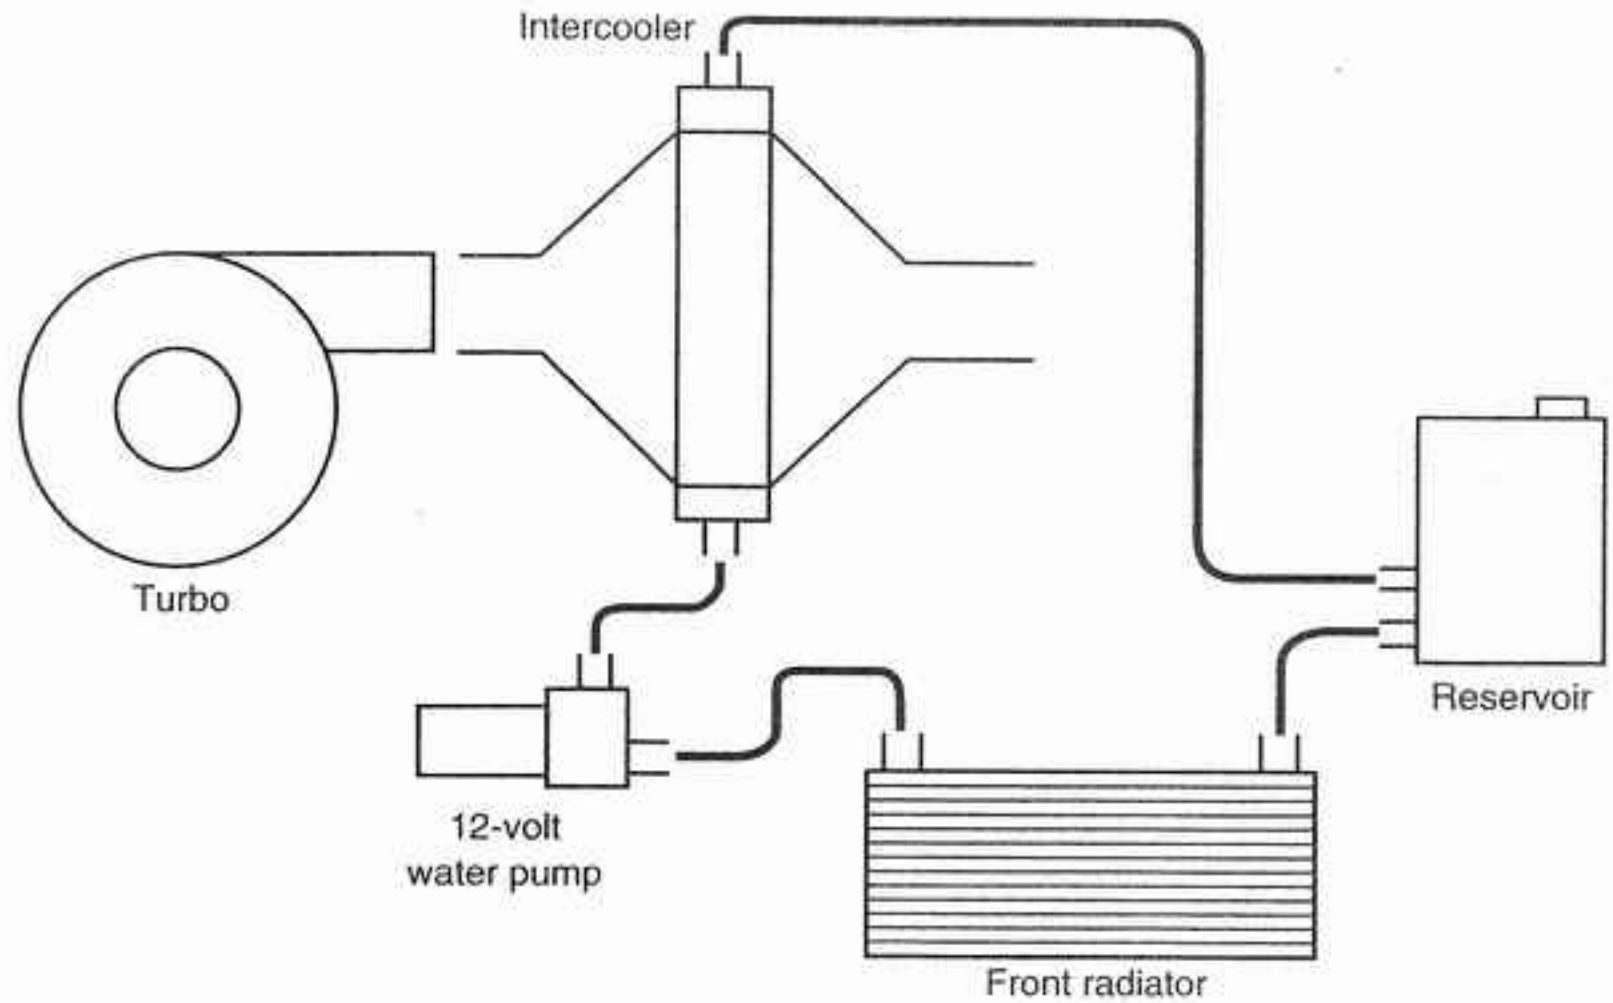 Intercooler
Turbo
Reservoir
12-volt
water pump
Front radiator